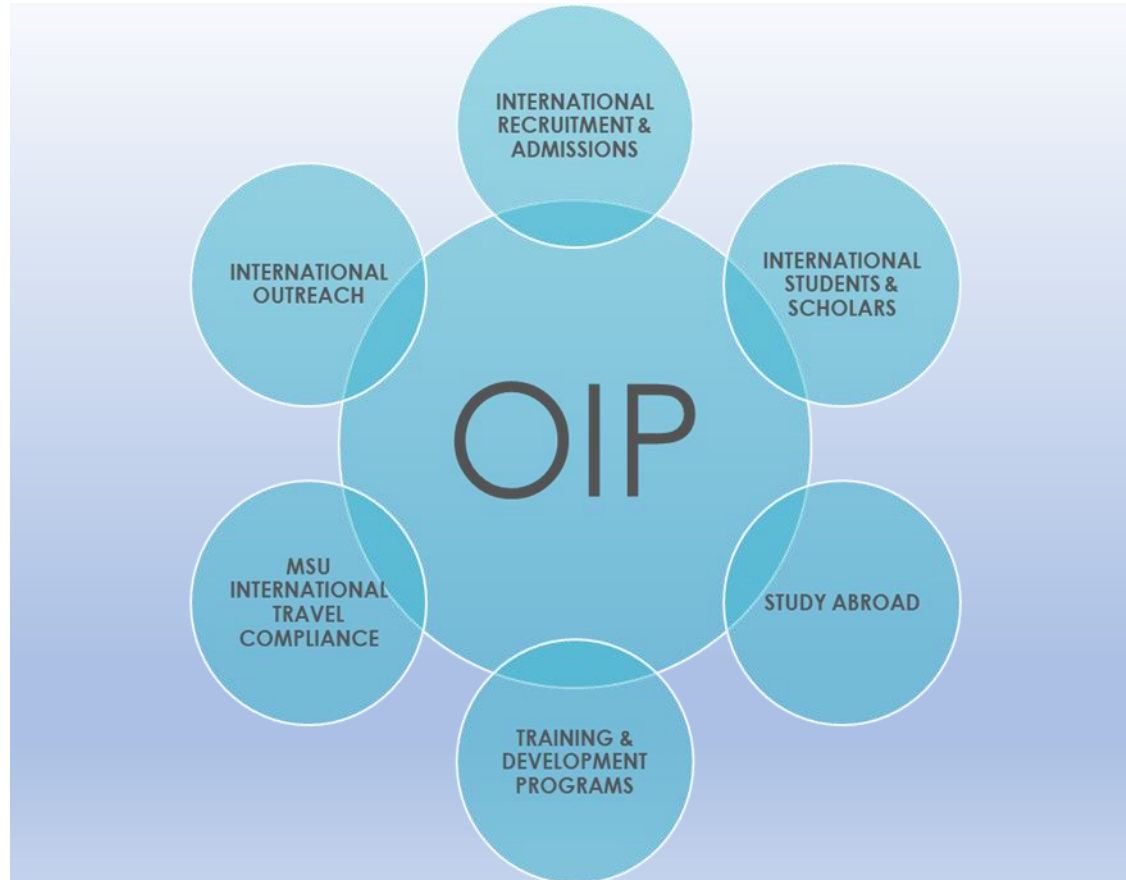 INTERNATIONAL
RECRUITMENT &
ADMISSIONS
INTERNATIONAL
OUTREACH
INTERNATIONAL
STUDENTS &
SCHOLARS
OIP
MSU
INTERNATIONAL
TRAVEL
COMPLIANCE
STUDY ABROAD
TRAINING &
DEVELOPMENT
PROGRAMS